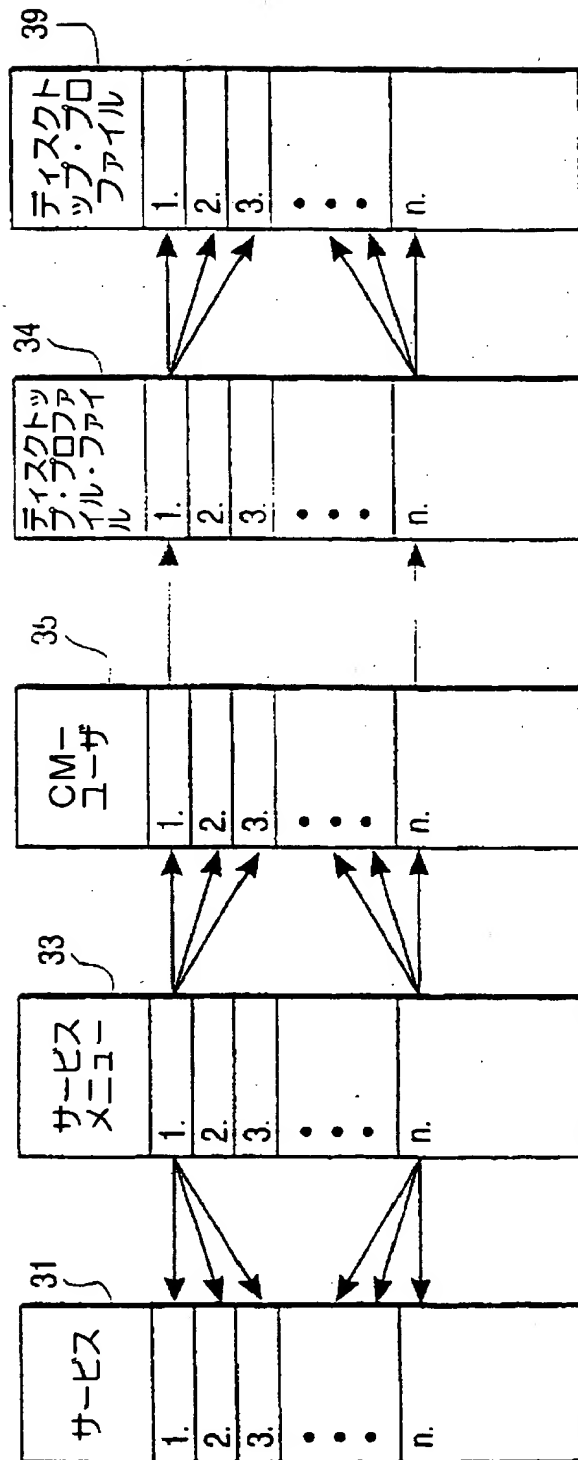 31
サービス
1.
2.
3.
n.
33
サービス
メニュー
1.
2.
3.
n.
35
CM−
ユーザ
1.
2.
3.
n.
34
ディスクトッ
プ・プロファ
イル・ファイ
ル
1.
2.
3.
n.
39
ディスクト
ップ・プロ
ファイル
1.
2.
3.
n.